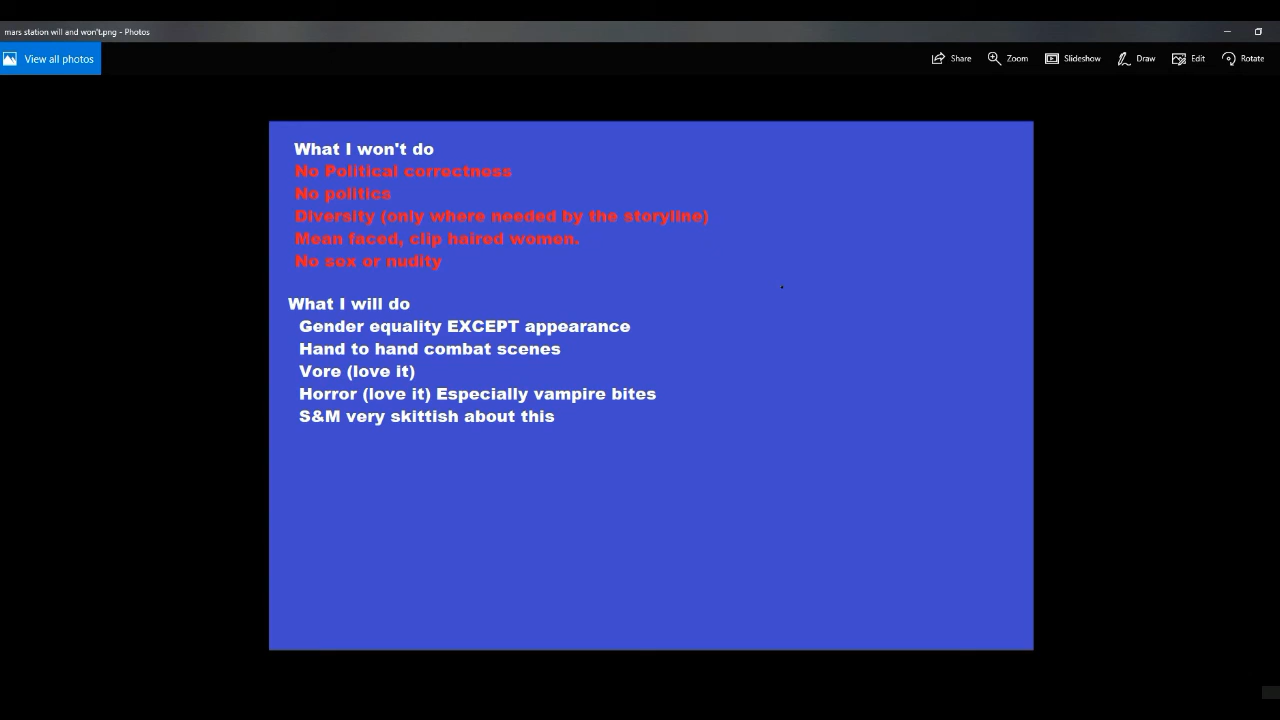 mars station will and won't.png - Photos
View all photos
Share
Zoom
Slideshow
Draw
Edit
Rotate
What I won't do
No Political correctness
No politics
Diversity (only where needed by the storyline)
Mean faced, clip haired women.
No sex or nudity
What I will do
Gender equality EXCEPT appearance
Hand to hand combat scenes
Vore (love it)
Horror (love it) Especially vampire bites
S&M very skittish about this